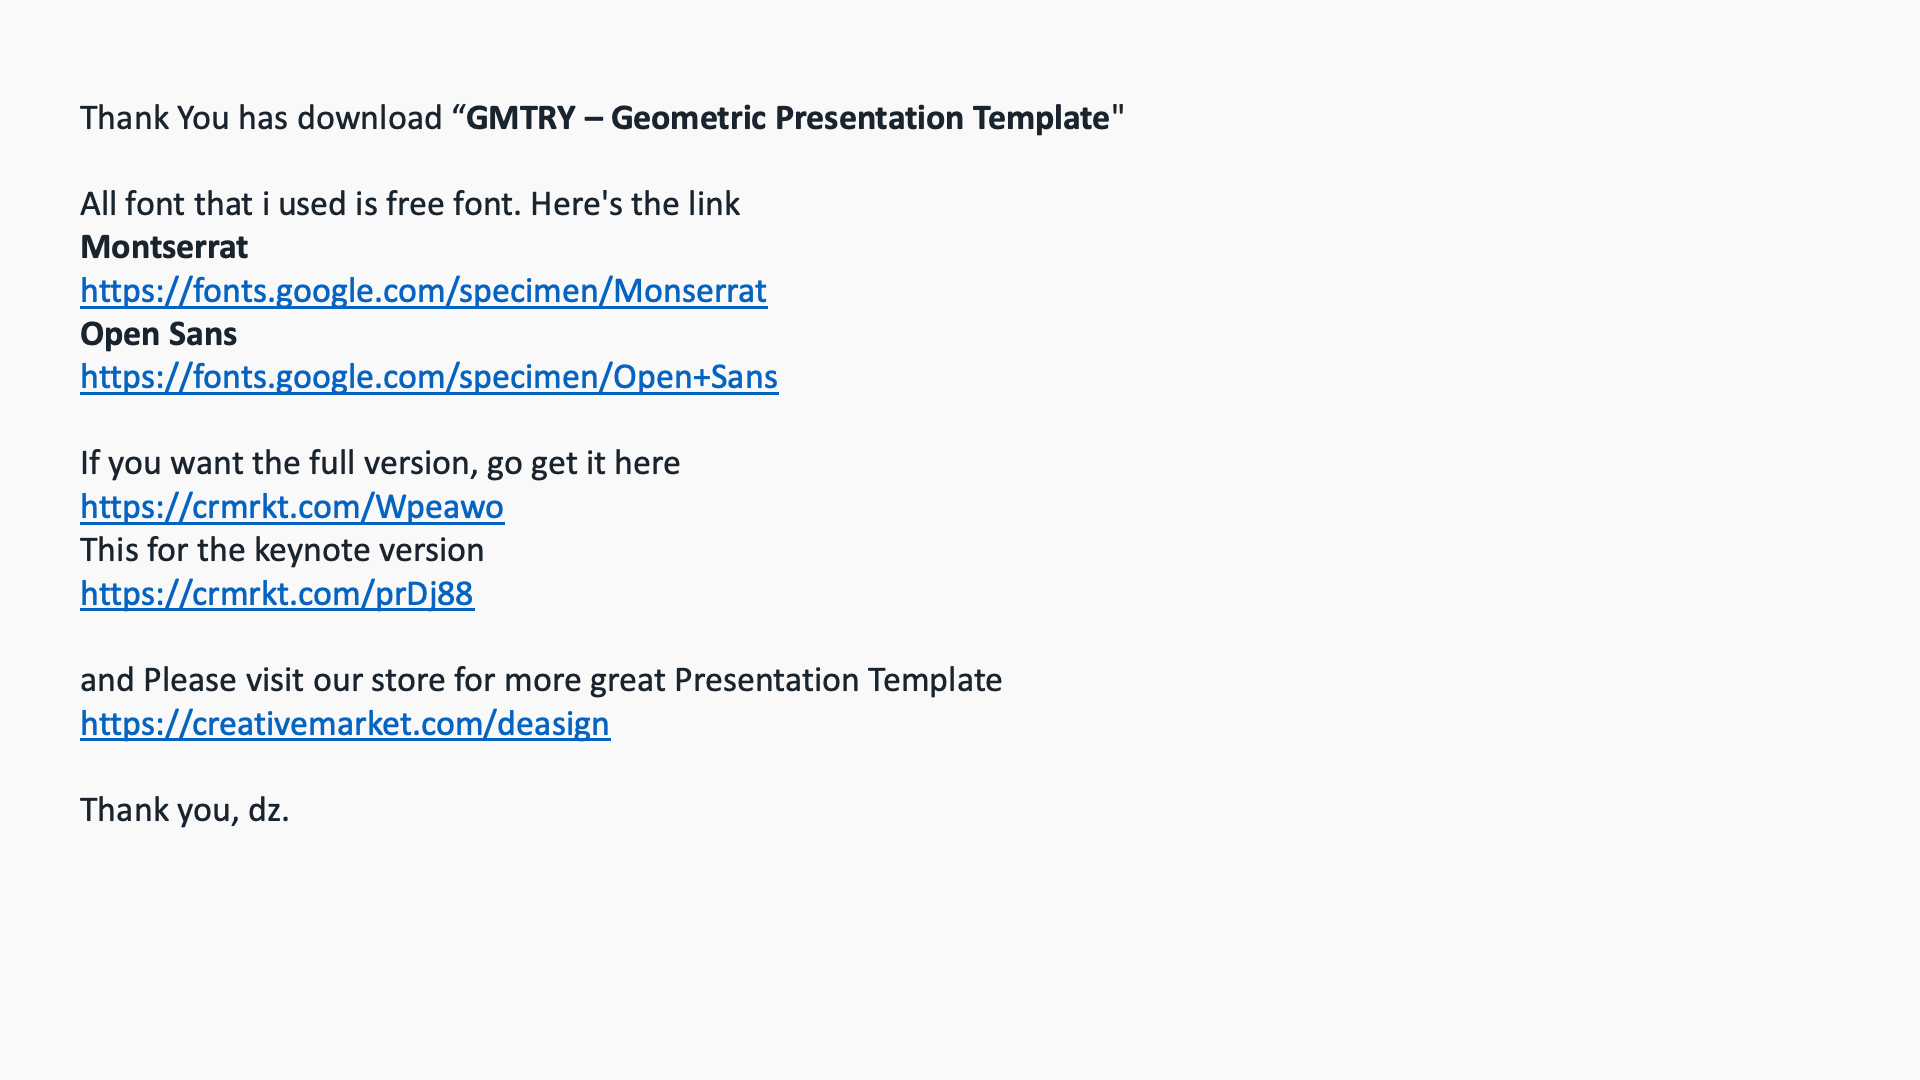 Thank You has download “GMTRY – Geometric Presentation Template"
All font that i used is free font. Here's the link
Montserrat
https://fonts.google.com/specimen/Monserrat
Open Sans
https://fonts.google.com/specimen/Open+Sans
If you want the full version, go get it here
https://crmrkt.com/Wpeawo
This for the keynote version
https://crmrkt.com/prDj88
and Please visit our store for more great Presentation Template
https://creativemarket.com/deasign
Thank you, dz.